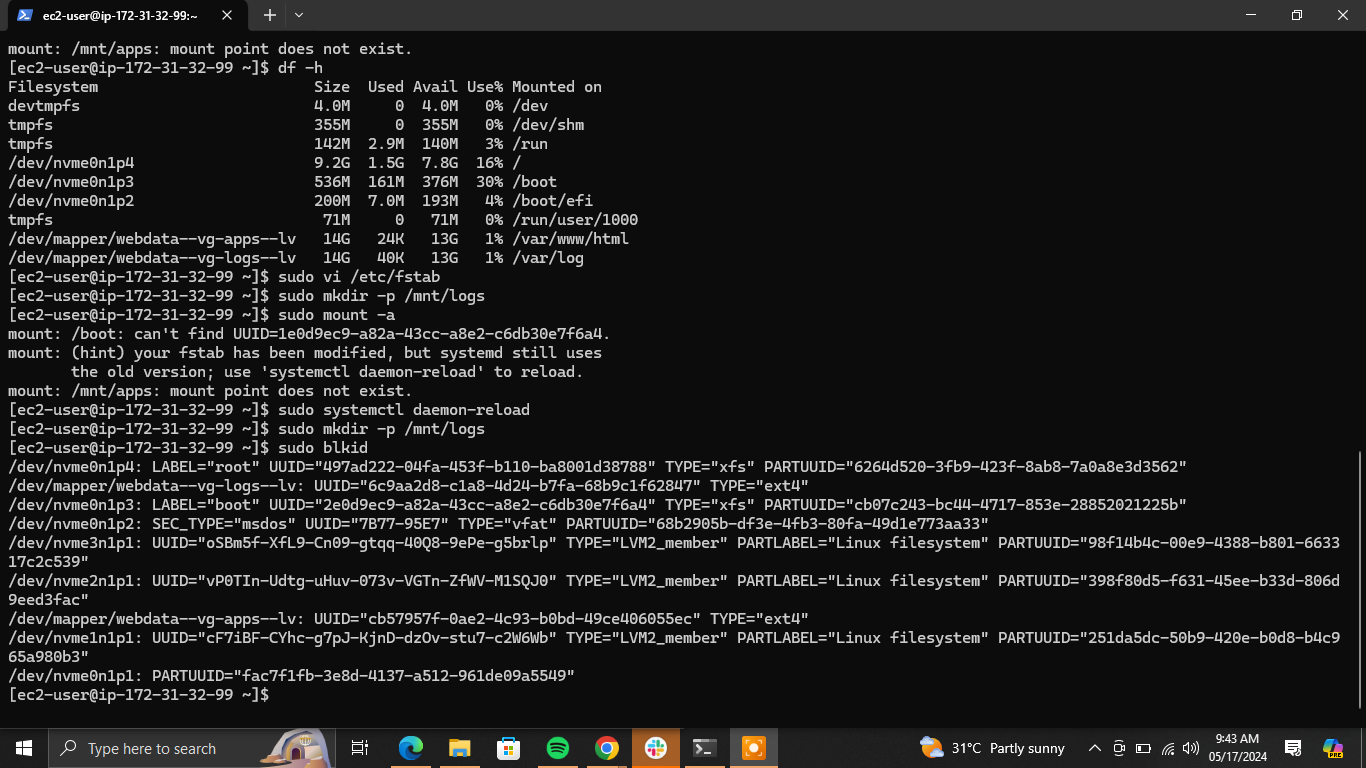 ec2-user@ip-172-31-32-99:~
mount: /mnt/apps: mount point does not exist.
[ec2-user@ip-172-31-32-99 ~]$ df -h
Filesystem                        Size  Used Avail Use% Mounted on
devtmpfs                          4.0M     0  4.0M   0% /dev
tmpfs                             355M     0  355M   0% /dev/shm
tmpfs                             142M  2.9M  140M   3% /run
/dev/nvme0n1p4                    9.2G  1.5G  7.8G  16% /
/dev/nvme0n1p3                    536M  161M  376M  30% /boot
/dev/nvme0n1p2                    200M  7.0M  193M   4% /boot/efi
tmpfs                              71M     0   71M   0% /run/user/1000
/dev/mapper/webdata--vg-apps--lv   14G   24K   13G   1% /var/www/html
/dev/mapper/webdata--vg-logs--lv   14G   40K   13G   1% /var/log
[ec2-user@ip-172-31-32-99 ~]$ sudo vi /etc/fstab
[ec2-user@ip-172-31-32-99 ~]$ sudo mkdir -p /mnt/logs
[ec2-user@ip-172-31-32-99 ~]$ sudo mount -a
mount: /boot: can't find UUID=1e0d9ec9-a82a-43cc-a8e2-c6db30e7f6a4.
mount: (hint) your fstab has been modified, but systemd still uses
       the old version; use 'systemctl daemon-reload' to reload.
mount: /mnt/apps: mount point does not exist.
[ec2-user@ip-172-31-32-99 ~]$ sudo systemctl daemon-reload
[ec2-user@ip-172-31-32-99 ~]$ sudo mkdir -p /mnt/logs
[ec2-user@ip-172-31-32-99 ~]$ sudo blkid
/dev/nvme0n1p4: LABEL="root" UUID="497ad222-04fa-453f-b110-ba8001d38788" TYPE="xfs" PARTUUID="6264d520-3fb9-423f-8ab8-7a0a8e3d3562"
/dev/mapper/webdata--vg-logs--lv: UUID="6c9aa2d8-c1a8-4d24-b7fa-68b9c1f62847" TYPE="ext4"
/dev/nvme0n1p3: LABEL="boot" UUID="2e0d9ec9-a82a-43cc-a8e2-c6db30e7f6a4" TYPE="xfs" PARTUUID="cb07c243-bc44-4717-853e-28852021225b"
/dev/nvme0n1p2: SEC_TYPE="msdos" UUID="7B77-95E7" TYPE="vfat" PARTUUID="68b2905b-df3e-4fb3-80fa-49d1e773aa33"
/dev/nvme3n1p1: UUID="oSBm5f-XfL9-Cn09-gtqq-40Q8-9ePe-g5brlp" TYPE="LVM2_member" PARTLABEL="Linux filesystem" PARTUUID="98f14b4c-00e9-4388-b801-6633
17c2c539"
/dev/nvme2n1p1: UUID="vP0TIn-Udtg-uHuv-073v-VGTn-ZfWV-M1SQJ0" TYPE="LVM2_member" PARTLABEL="Linux filesystem" PARTUUID="398f80d5-f631-45ee-b33d-806d
9eed3fac"
/dev/mapper/webdata--vg-apps--lv: UUID="cb57957f-0ae2-4c93-b0bd-49ce406055ec" TYPE="ext4"
/dev/nvme1n1p1: UUID="cF7iBF-CYhc-g7pJ-KjnD-dzOv-stu7-c2W6Wb" TYPE="LVM2_member" PARTLABEL="Linux filesystem" PARTUUID="251da5dc-50b9-420e-b0d8-b4c9
65a980b3"
/dev/nvme0n1p1: PARTUUID="fac7f1fb-3e8d-4137-a512-961de09a5549"
[ec2-user@ip-172-31-32-99 ~]$
Type here to search
31°C Partly sunny
9:43 AM
05/17/2024
PRE